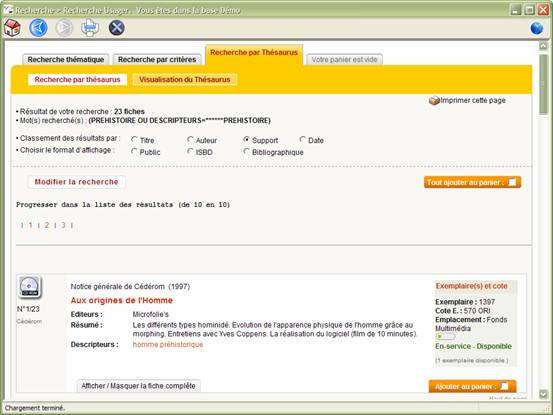 Recherche > Recherche Usager. . Vous êtes dans la base Démo
Recherche thématique
Recherche par critères
Recherche par Thésaurus
Votre panier est vide
Recherche par thésaurus
Visualisation du Thésaurus
Imprimer cette page
• Résultat de votre recherche : 23 fiches
• Mot(s) recherché(s) : (PREHISTOIRE OU DESCRIPTEURS=******PREHISTOIRE)
• Classement des résultats par : Titre Auteur Support Date
• Choisir le format d'affichage : Public ISBD Bibliographique
Modifier la recherche
Tout ajouter au panier :
Progresser dans la liste des résultats (de 10 en 10)
| 1 | 2 | 3 |
CD-ROM
N°1/23
Cédérom
Notice générale de Cédérom (1997)
Aux origines de l'Homme
Editeurs : Microfolie's
Résumé : Les différents types hominidé. Evolution de l'apparence physique de l'homme grâce au
morphing. Entretiens avec Yves Coppens. La réalisation du logiciel (film de 10 minutes).
Descripteurs : homme préhistorique
Exemplaire(s) et cote
Exemplaire : 1397
Cote E. : 570 ORI
Emplacement : Fonds
Multimédia
En-service - Disponible
(1 exemplaire disponible.)
Afficher / Masquer la fiche complête
Ajouter au panier :
Haut de page
Chargement terminé.